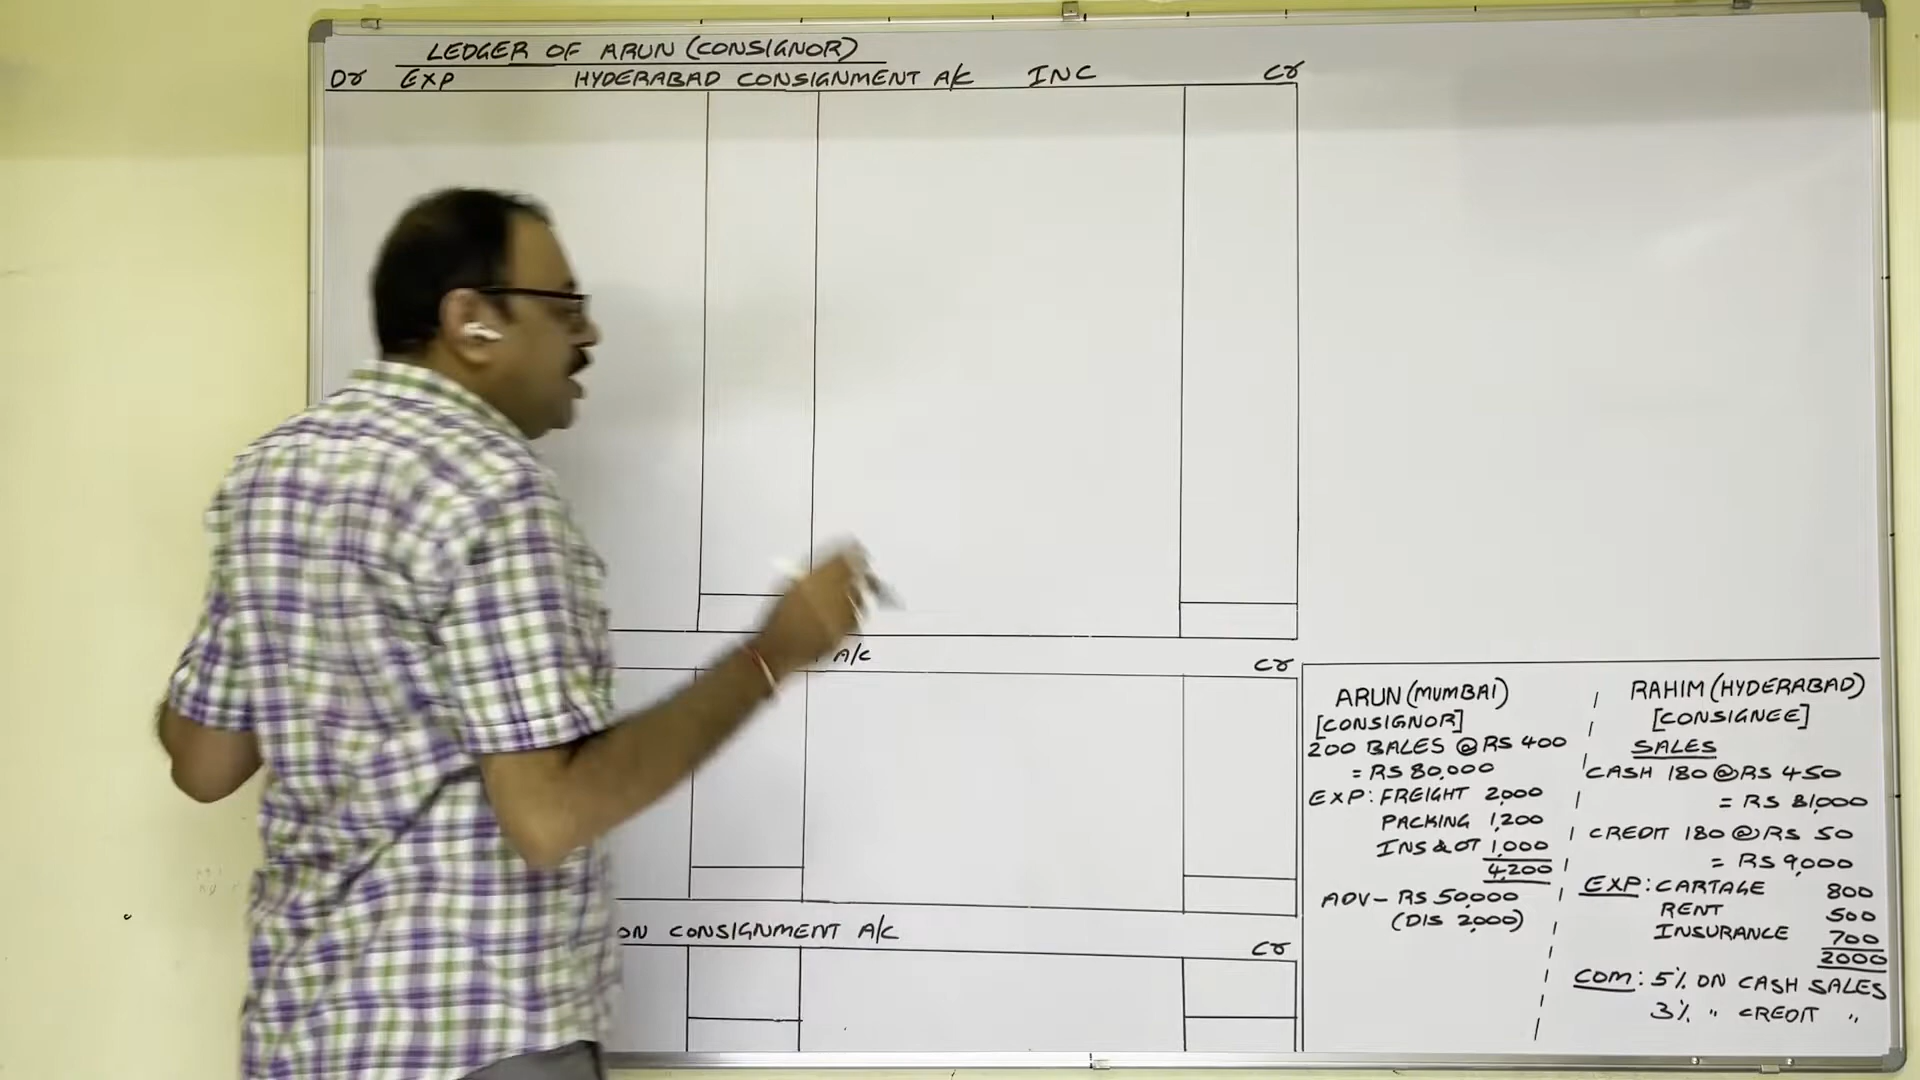 LEDGER OF ARUN (CONSIGNOR)
Dr EXP HYDERABAD CONSIGNMENT A/C INC Cr
A/C Cr
ON CONSIGNMENT A/C
Cr
ARUN (MUMBAI)
[CONSIGNOR]
200 BALES @ RS 400
= RS 80,000
EXP: FREIGHT 2,000
PACKING 1,200
INS & OT 1,000
4,200
ADV - RS 50,000
(DIS 2,000)
RAHIM (HYDERABAD)
[CONSIGNEE]
SALES
CASH 180 @ RS 450
= RS 81,000
CREDIT 180 @ RS 50
= RS 9,000
EXP: CARTAGE 800
RENT 500
INSURANCE 700
2000
COM: 5% ON CASH SALES
3% " CREDIT "